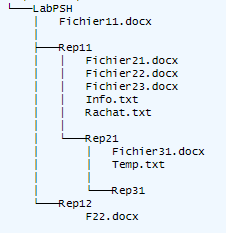 LabPSH
Fichier11.docx
Rep11
Fichier21.docx
Fichier22.docx
Fichier23.docx
Info.txt
Rachat.txt
Rep21
Fichier31.docx
Temp.txt
Rep31
Rep12
F22.docx